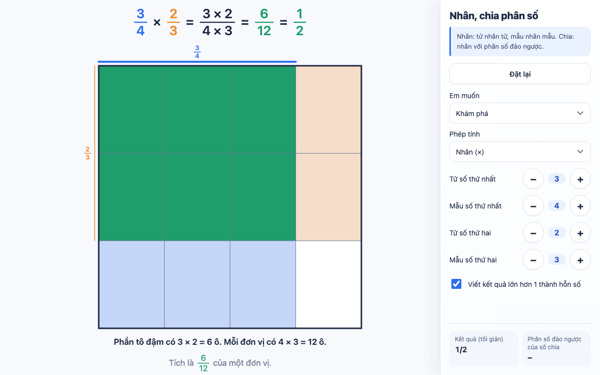 3/4 × 2/3 = 3 × 2/4 × 3 = 6/12 = 1/2
3/4
2/3
Phần tô đậm có 3 × 2 = 6 ô. Mỗi đơn vị có 4 × 3 = 12 ô.
Tích là 6/12 của một đơn vị.
Nhân, chia phân số
Nhân: tử nhân tử, mẫu nhân mẫu. Chia:
nhân với phân số đảo ngược.
Đặt lại
Em muốn
Khám phá
Phép tính
Nhân (×)
Tử số thứ nhất − 3 +
Mẫu số thứ nhất − 4 +
Tử số thứ hai − 2 +
Mẫu số thứ hai − 3 +
Viết kết quả lớn hơn 1 thành hỗn số
Kết quả (tối giản)
1/2
Phân số đảo ngược
của số chia
–